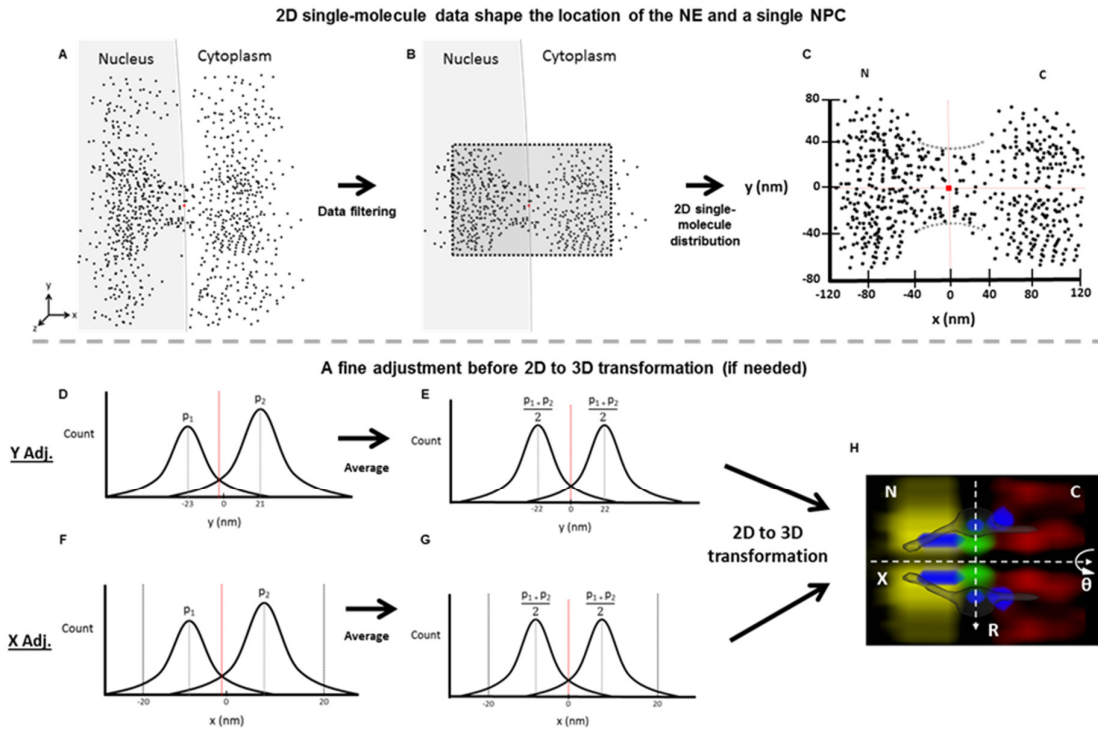 2D single-molecule data shape the location of the NE and a single NPC
A
Nucleus
Cytoplasm
y
x
z
Data filtering
B
Nucleus
Cytoplasm
2D single-
molecule
distribution
C
N
C
80
40
0
-40
-80
y (nm)
-120
-80
-40
0
40
80
120
x (nm)
A fine adjustment before 2D to 3D transformation (if needed)
Y Adj.
D
Count
p1
p2
-23
0
21
y (nm)
Average
E
Count
p1 + p2
2
p1 + p2
2
-22
0
22
y (nm)
X Adj.
F
Count
p1
p2
-20
0
20
x (nm)
Average
G
Count
p1 + p2
2
p1 + p2
2
-20
0
20
x (nm)
2D to 3D
transformation
H
N
C
X
θ
R